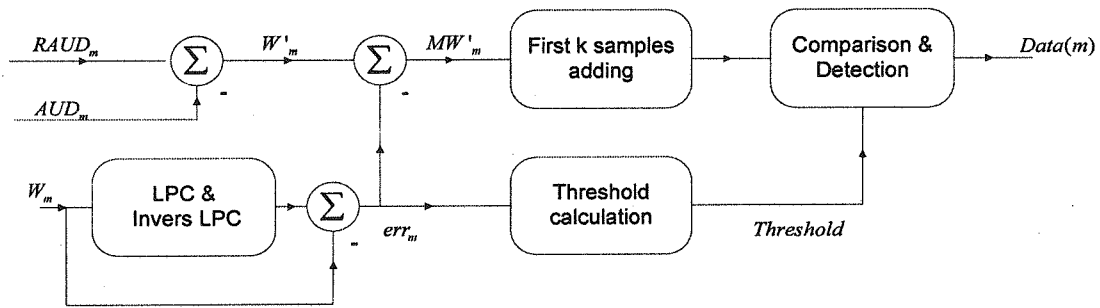 RAUD_m
W'_m
MW'_m
First k samples
adding
Comparison &
Detection
Data(m)
AUD_m
-
-
W_m
LPC &
Invers LPC
Σ
Σ
Σ
-
err_m
Threshold
calculation
Threshold